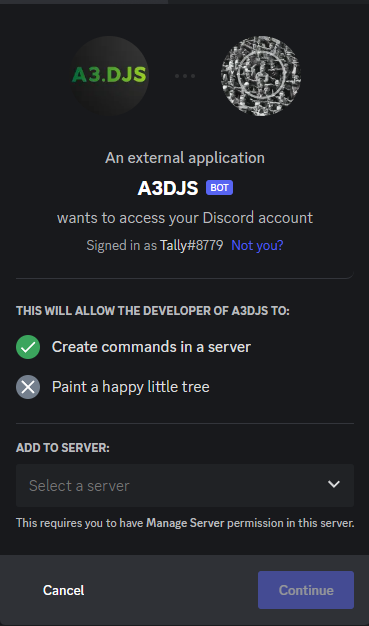 A3.DJS
An external application
A3DJS BOT
wants to access your Discord account
Signed in as Tally#8779 Not you?
THIS WILL ALLOW THE DEVELOPER OF A3DJS TO:
Create commands in a server
Paint a happy little tree
ADD TO SERVER:
Select a server
This requires you to have Manage Server permission in this server.
Cancel Continue